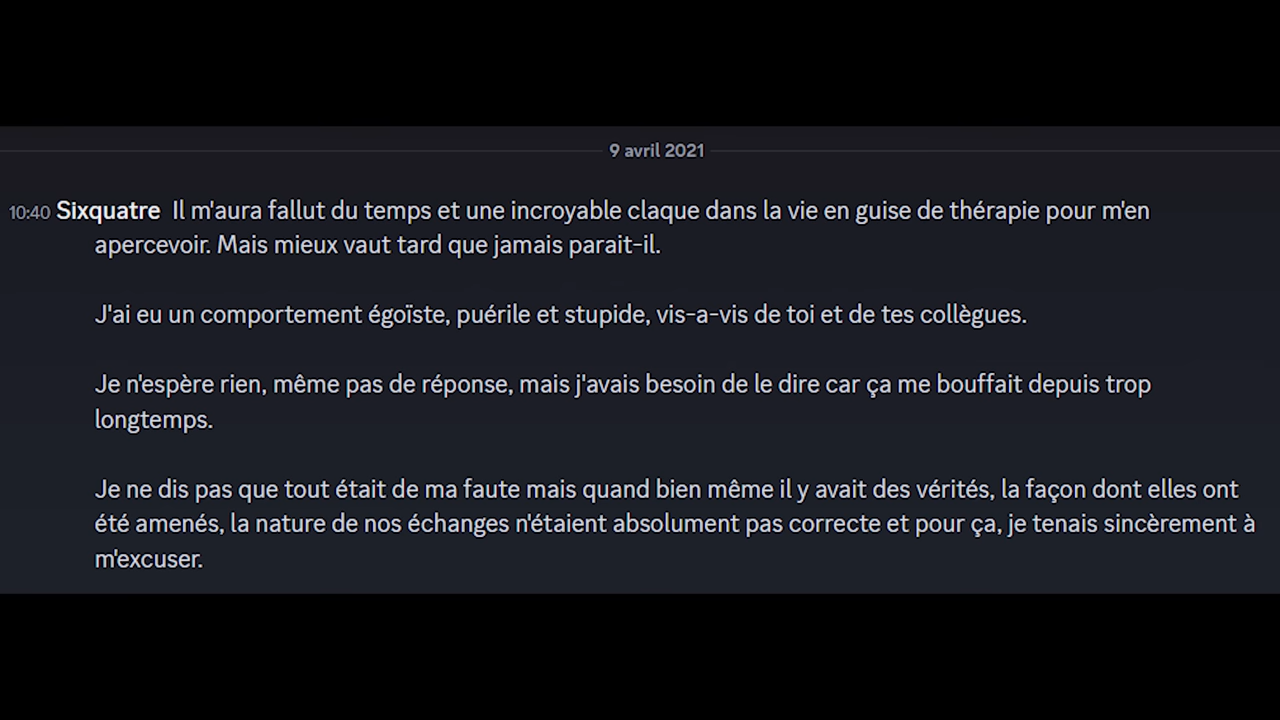 9 avril 2021
10:40 Sixquatre Il m'aura fallut du temps et une incroyable claque dans la vie en guise de thérapie pour m'en
apercevoir. Mais mieux vaut tard que jamais parait-il.
J'ai eu un comportement égoïste, puérile et stupide, vis-a-vis de toi et de tes collègues.
Je n'espère rien, même pas de réponse, mais j'avais besoin de le dire car ça me bouffait depuis trop
longtemps.
Je ne dis pas que tout était de ma faute mais quand bien même il y avait des vérités, la façon dont elles ont
été amenés, la nature de nos échanges n'étaient absolument pas correcte et pour ça, je tenais sincèrement à
m'excuser.